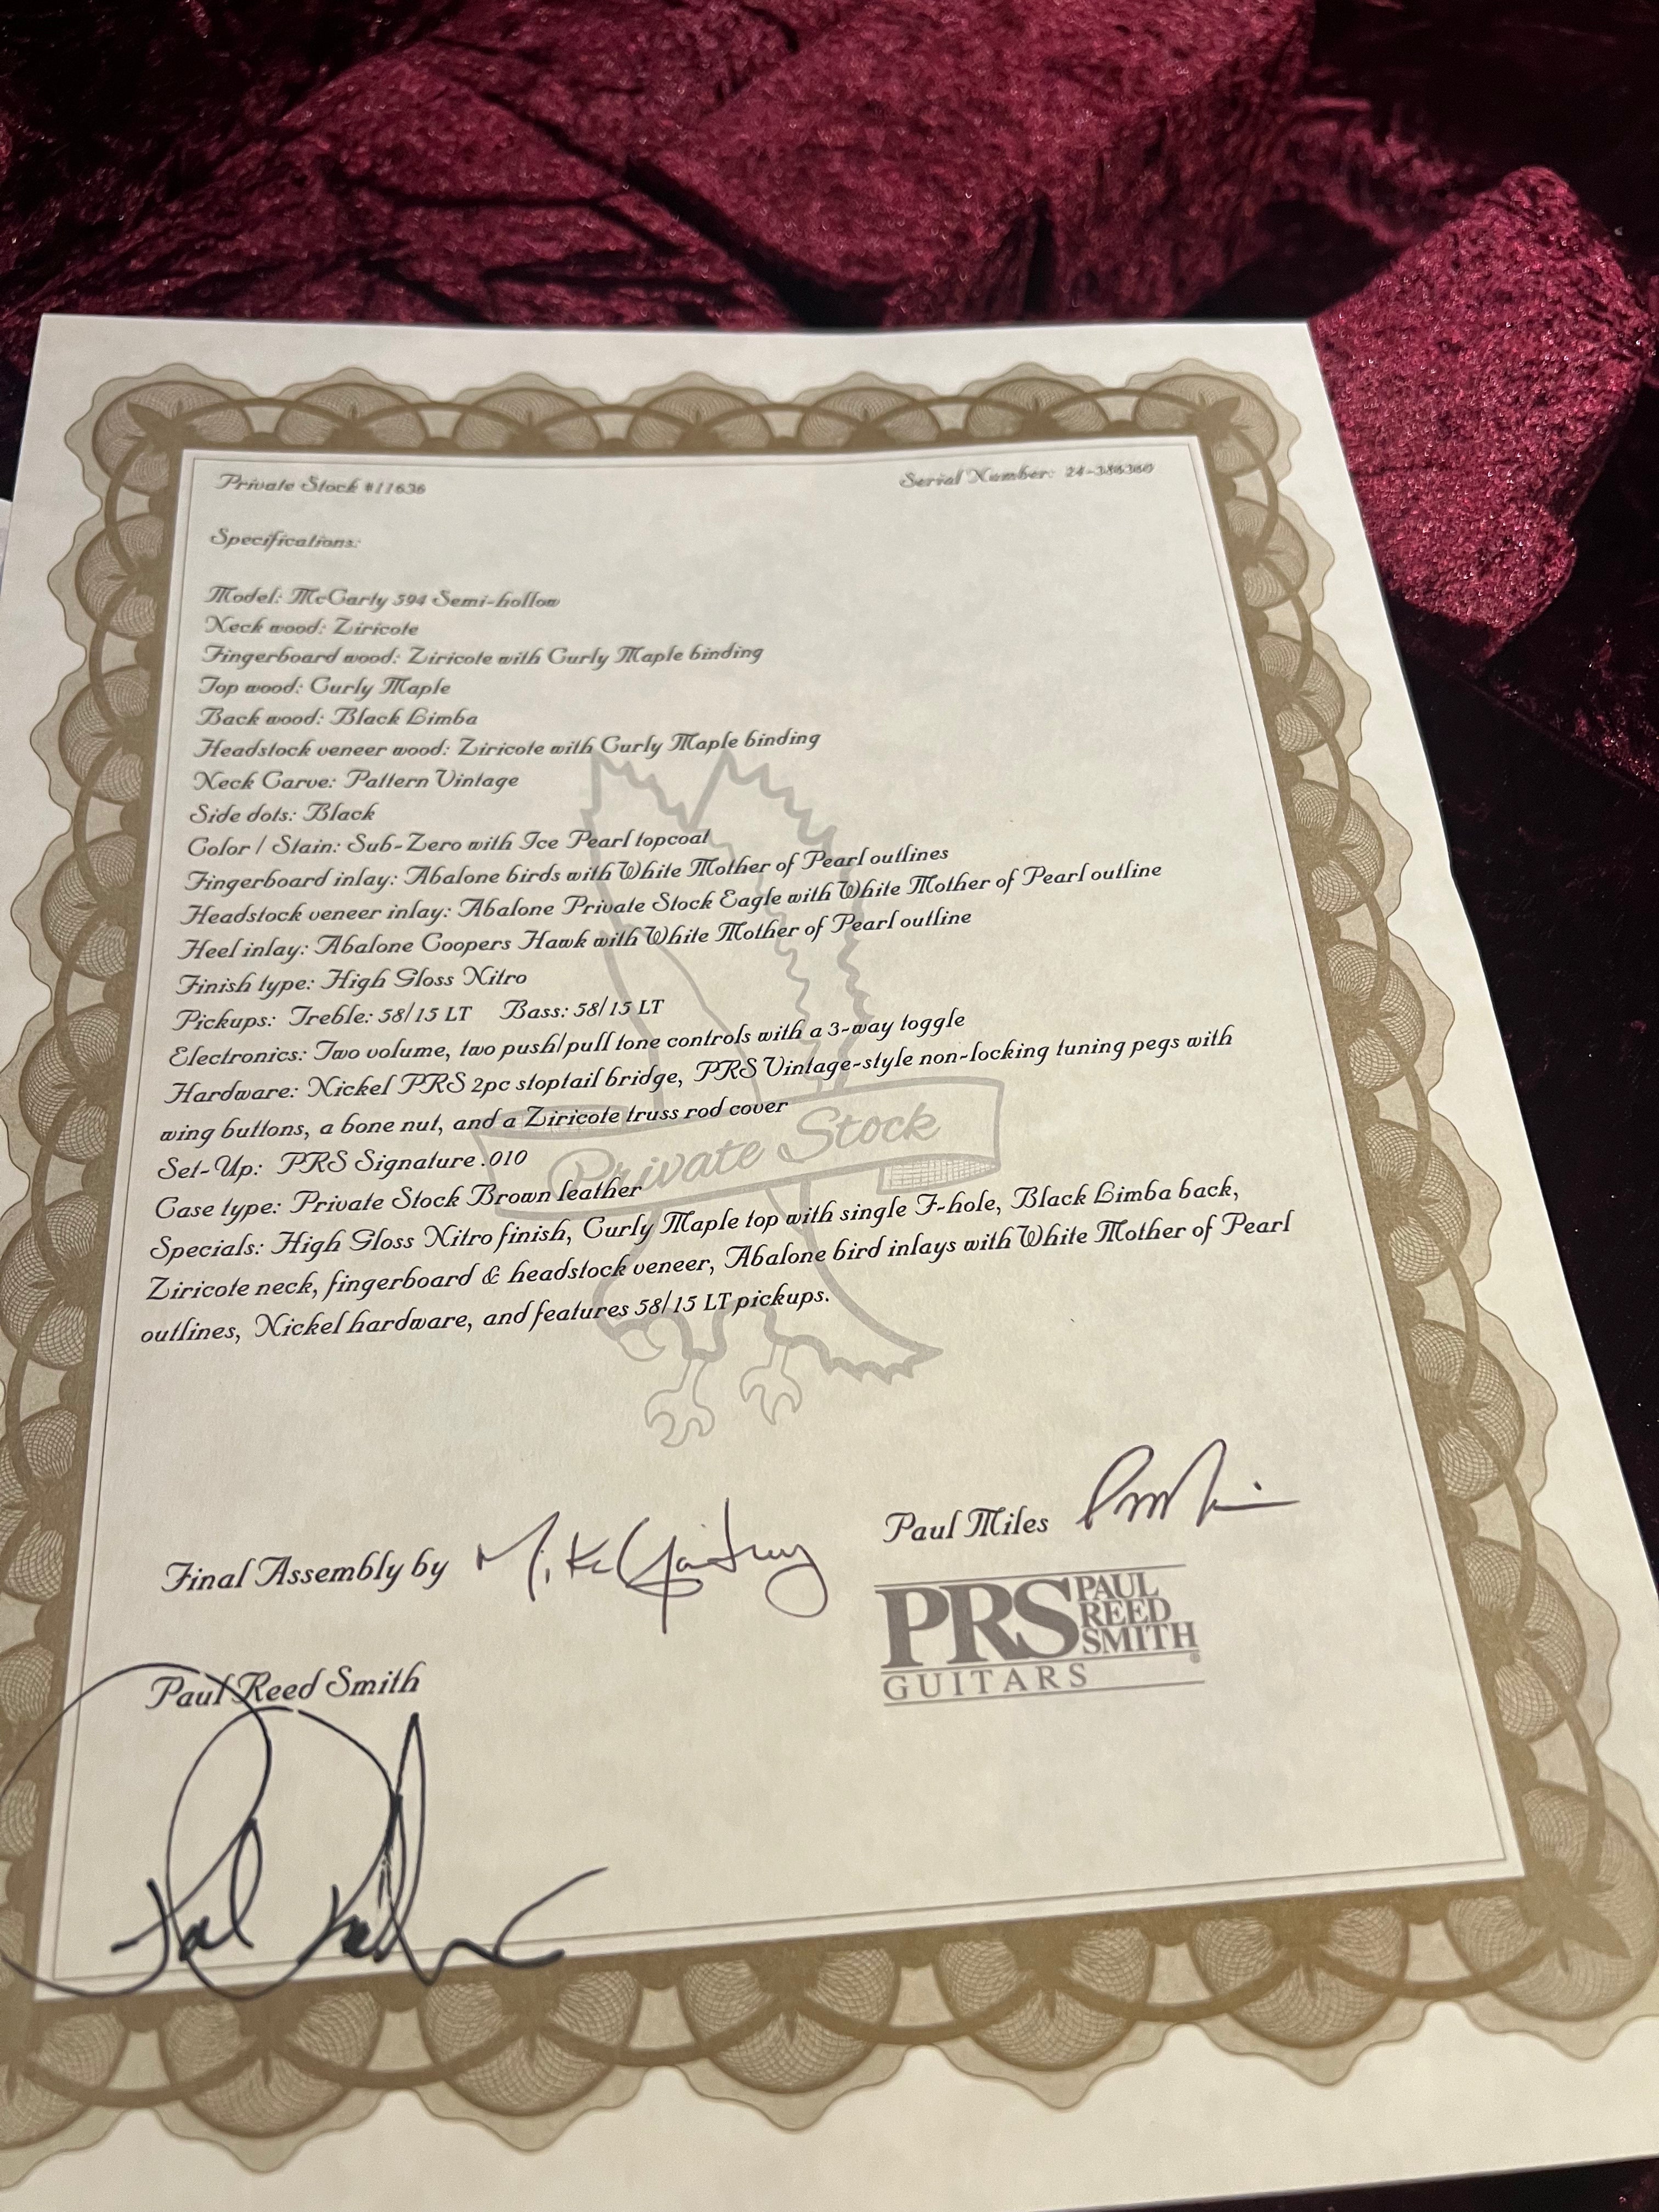 Private Stock #11636
Serial Number: 24-386360
Specifications:
Model: McCarty 594 Semi-hollow
Neck wood: Ziricote
Fingerboard wood: Ziricote with Curly Maple binding
Top wood: Curly Maple
Back wood: Black Limba
Headstock veneer wood: Ziricote with Curly Maple binding
Neck Carve: Pattern Vintage
Side dots: Black
Color / Stain: Sub-Zero with Ice Pearl topcoat
Fingerboard inlay: Abalone birds with White Mother of Pearl outlines
Headstock veneer inlay: Abalone Private Stock Eagle with White Mother of Pearl outline
Heel inlay: Abalone Coopers Hawk with White Mother of Pearl outline
Finish type: High Gloss Nitro
Pickups: Treble: 58/15 LT Bass: 58/15 LT
Electronics: Two volume, two push/pull tone controls with a 3-way toggle
Hardware: Nickel PRS 2pc stoptail bridge, PRS Vintage-style non-locking tuning pegs with
wing buttons, a bone nut, and a Ziricote truss rod cover
Set-Up: PRS Signature .010
Case type: Private Stock Brown leather
Specials: High Gloss Nitro finish, Curly Maple top with single F-hole, Black Limba back,
Ziricote neck, fingerboard & headstock veneer, Abalone bird inlays with White Mother of Pearl
outlines, Nickel hardware, and features 58/15 LT pickups.
Private Stock
Final Assembly by
Paul Miles
Paul Reed Smith
PRS PAUL REED SMITH
GUITARS